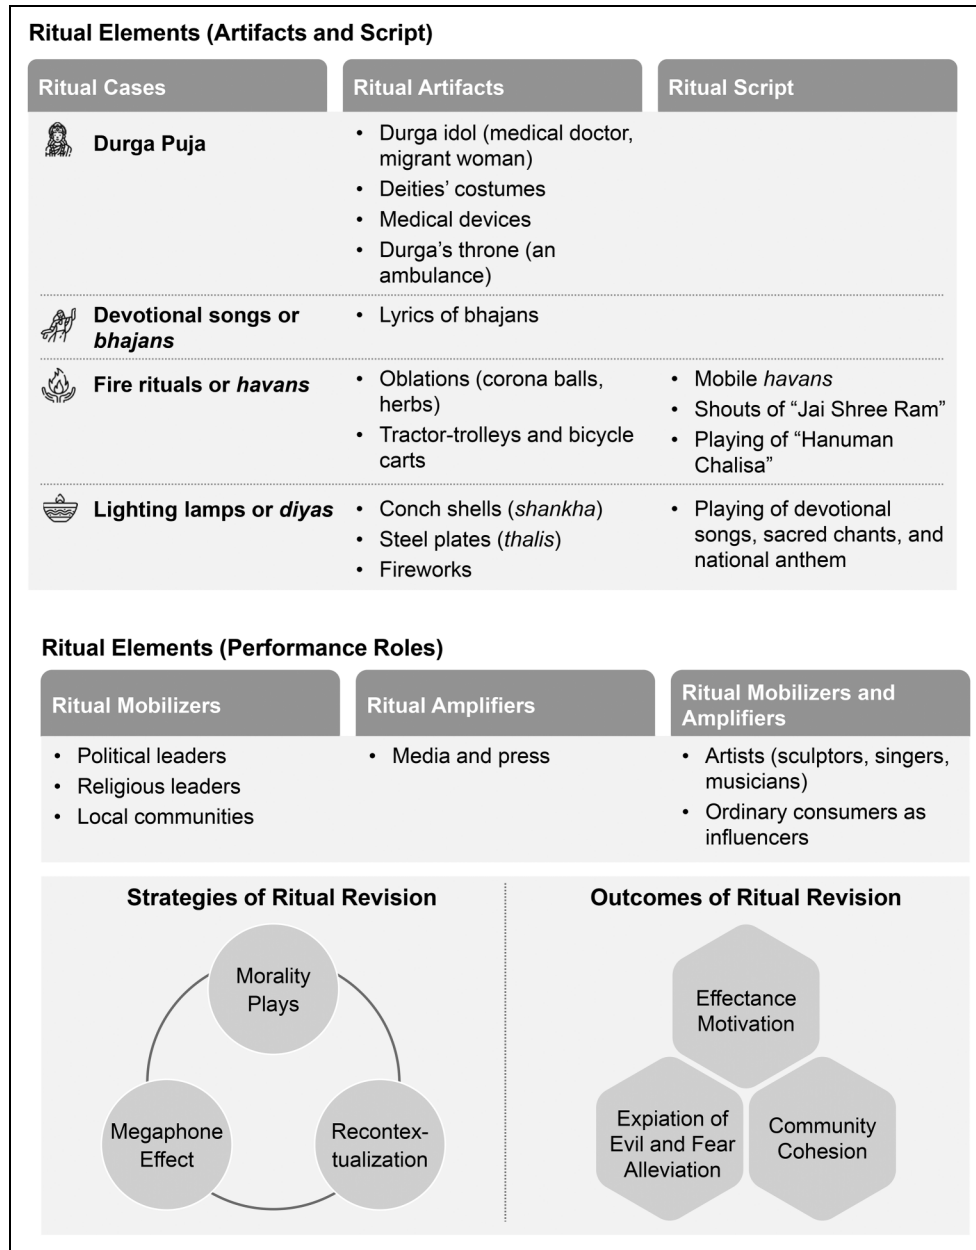 Ritual Elements (Artifacts and Script)
Ritual Cases
Ritual Artifacts
Ritual Script
Durga Puja
• Durga idol (medical doctor,
migrant woman)
• Deities’ costumes
• Medical devices
• Durga’s throne (an
ambulance)
Devotional songs or
bhajans
• Lyrics of bhajans
Fire rituals or havans
• Oblations (corona balls,
herbs)
• Tractor-trolleys and bicycle
carts
• Mobile havans
• Shouts of “Jai Shree Ram”
• Playing of “Hanuman
Chalisa”
Lighting lamps or diyas
• Conch shells (shankha)
• Steel plates (thalis)
• Fireworks
• Playing of devotional
songs, sacred chants, and
national anthem
Ritual Elements (Performance Roles)
Ritual Mobilizers
Ritual Amplifiers
Ritual Mobilizers and
Amplifiers
• Political leaders
• Religious leaders
• Local communities
• Media and press
• Artists (sculptors, singers,
musicians)
• Ordinary consumers as
influencers
Strategies of Ritual Revision
Morality
Plays
Megaphone
Effect
Recontex-
tualization
Outcomes of Ritual Revision
Effectance
Motivation
Expiation of
Evil and Fear
Alleviation
Community
Cohesion